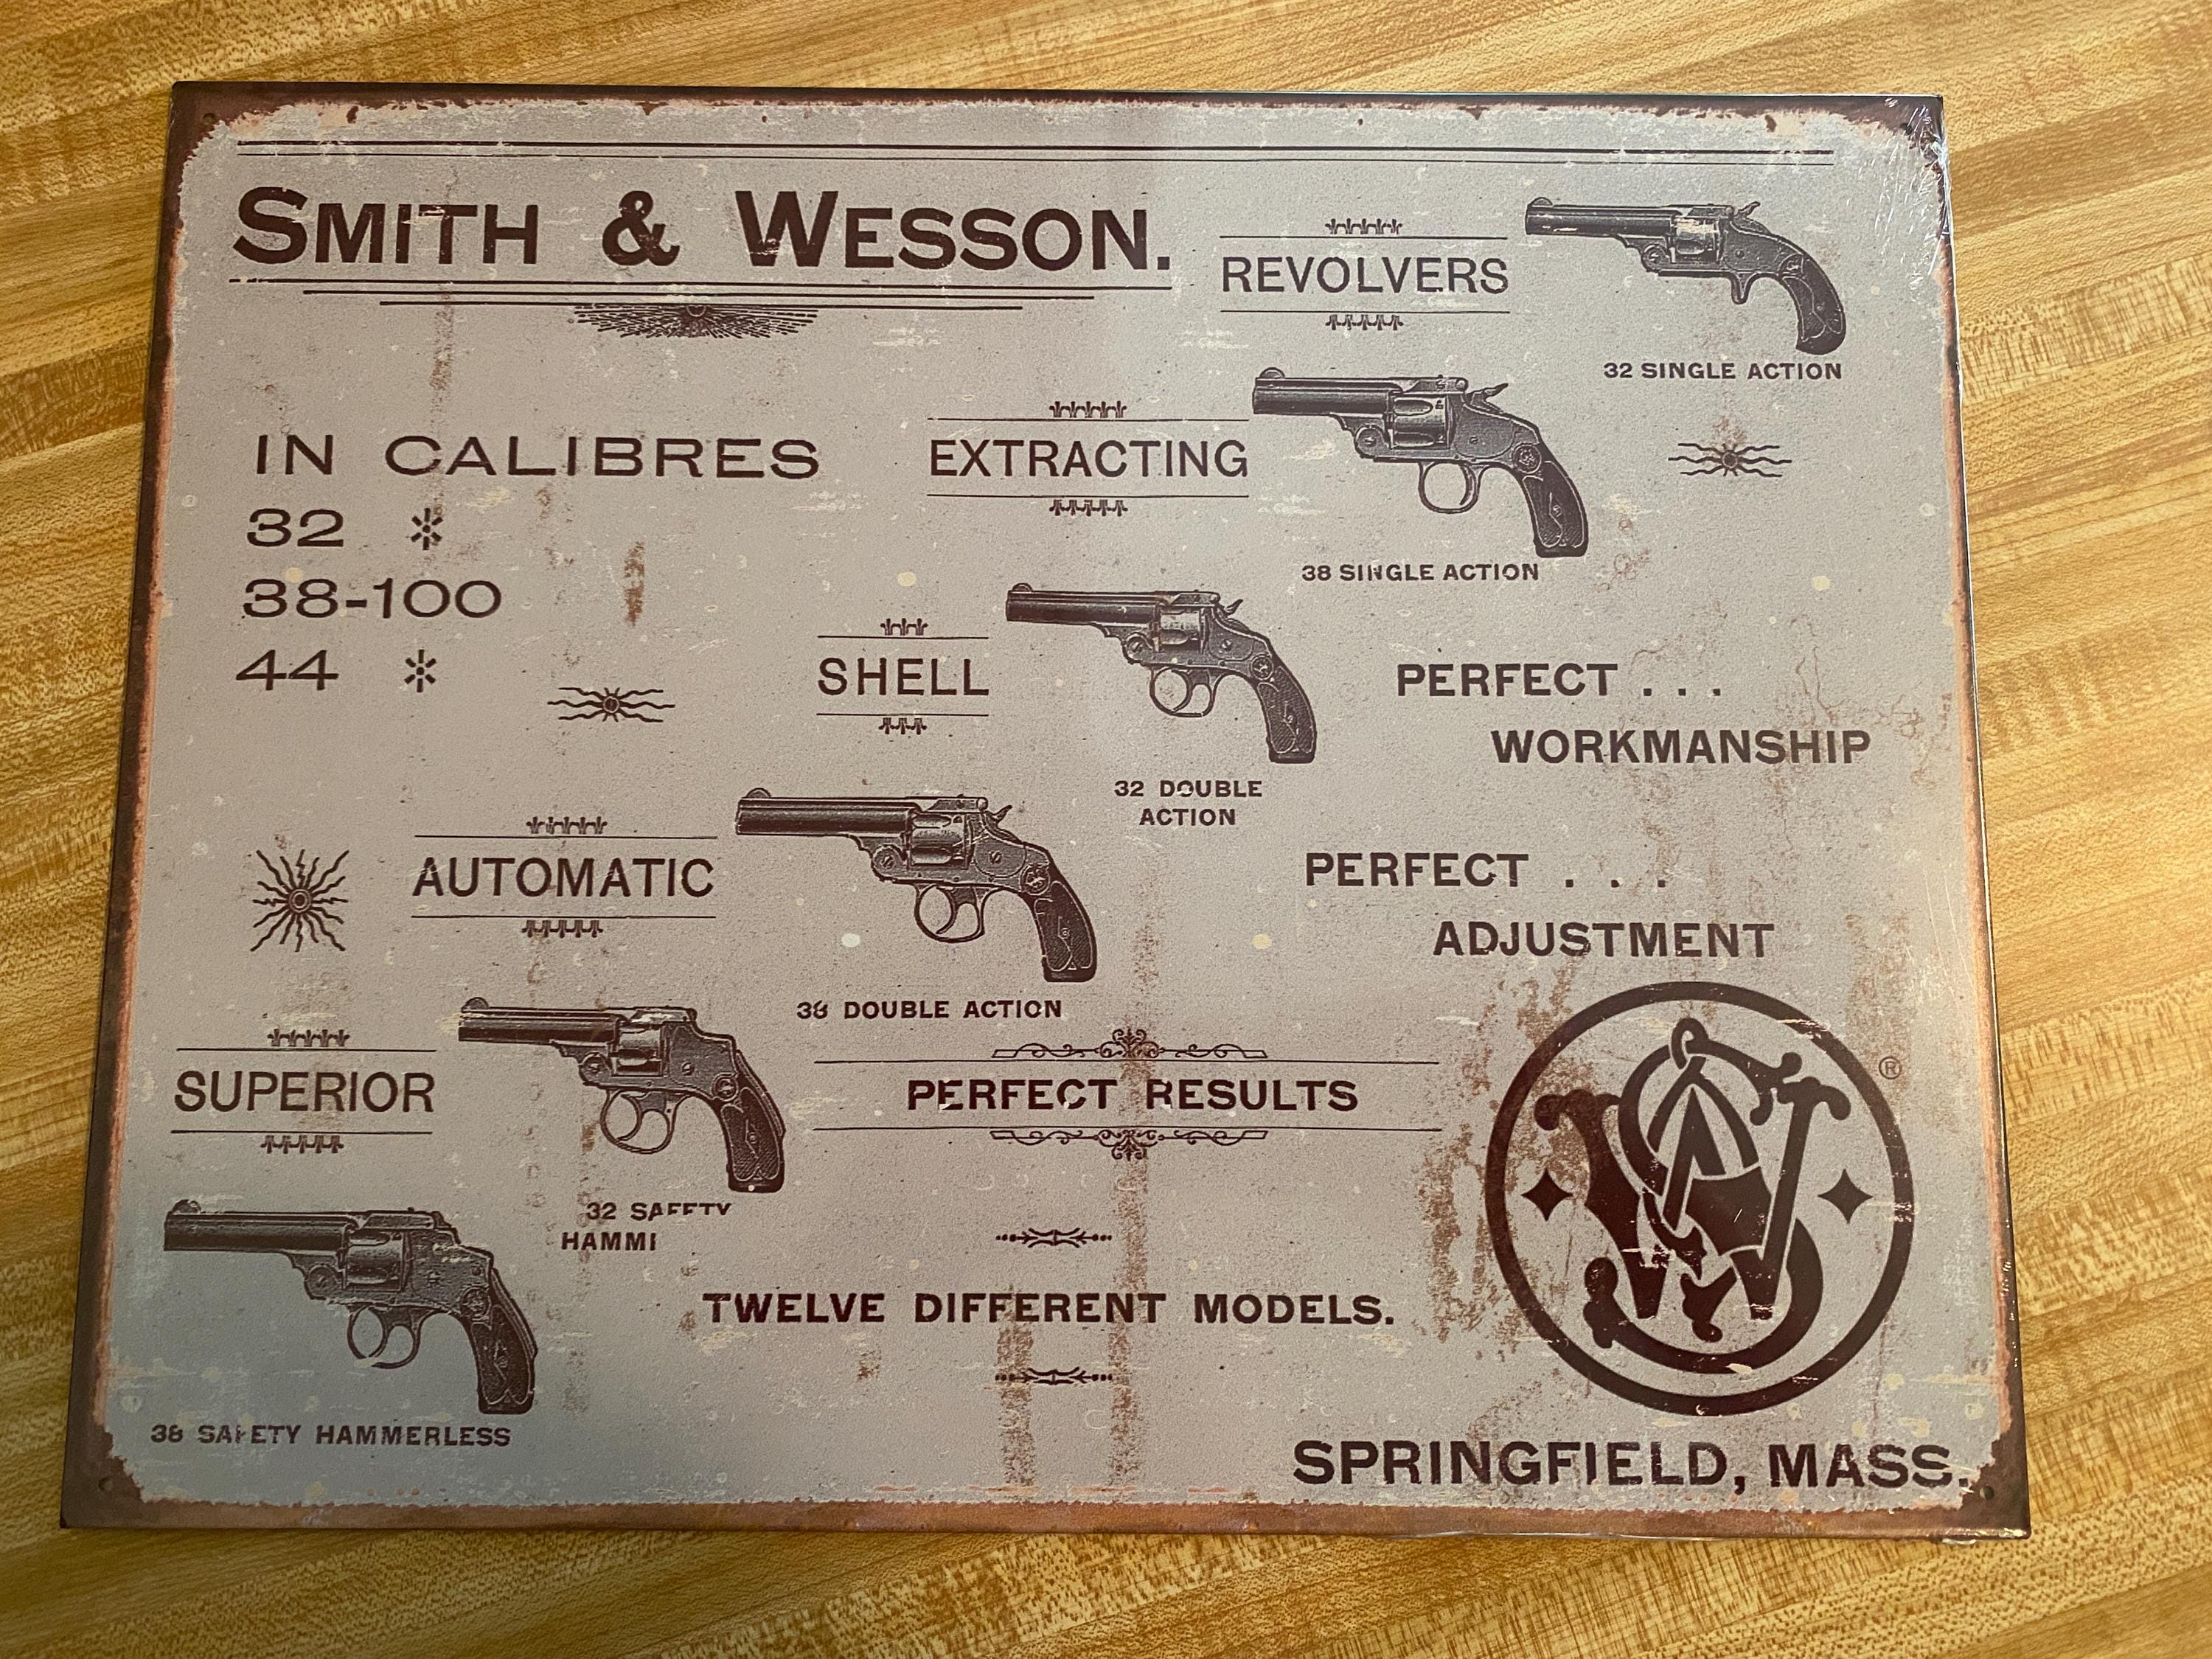 SMITH & WESSON.
REVOLVERS
32 SINGLE ACTION
IN CALIBRES
32 *
38-100
44 *
EXTRACTING
38 SINGLE ACTION
SHELL
32 DOUBLE
ACTION
PERFECT . . .
WORKMANSHIP
AUTOMATIC
38 DOUBLE ACTION
PERFECT . . .
ADJUSTMENT
SUPERIOR
32 SAFETY
HAMMI
PERFECT RESULTS
38 SAFETY HAMMERLESS
TWELVE DIFFERENT MODELS.
SW
®
SPRINGFIELD, MASS.